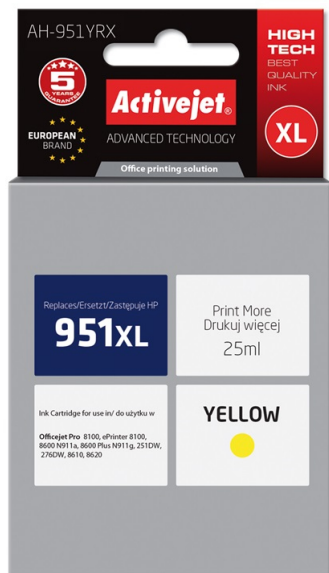 AH-951YRX
HIGH
TECH
BEST
QUALITY
INK
5
YEARS
GUARANTEE
Activejet®
EUROPEAN
BRAND
ADVANCED TECHNOLOGY
XL
Office printing solution
Replaces/Ersetzt/Zastępuje HP
951XL
Print More
Drukuj więcej
25ml
Ink Cartridge for use in/ do użytku w
Officejet Pro 8100, ePrinter 8100,
8600 N911a, 8600 Plus N911g, 251DW,
276DW, 8610, 8620
YELLOW